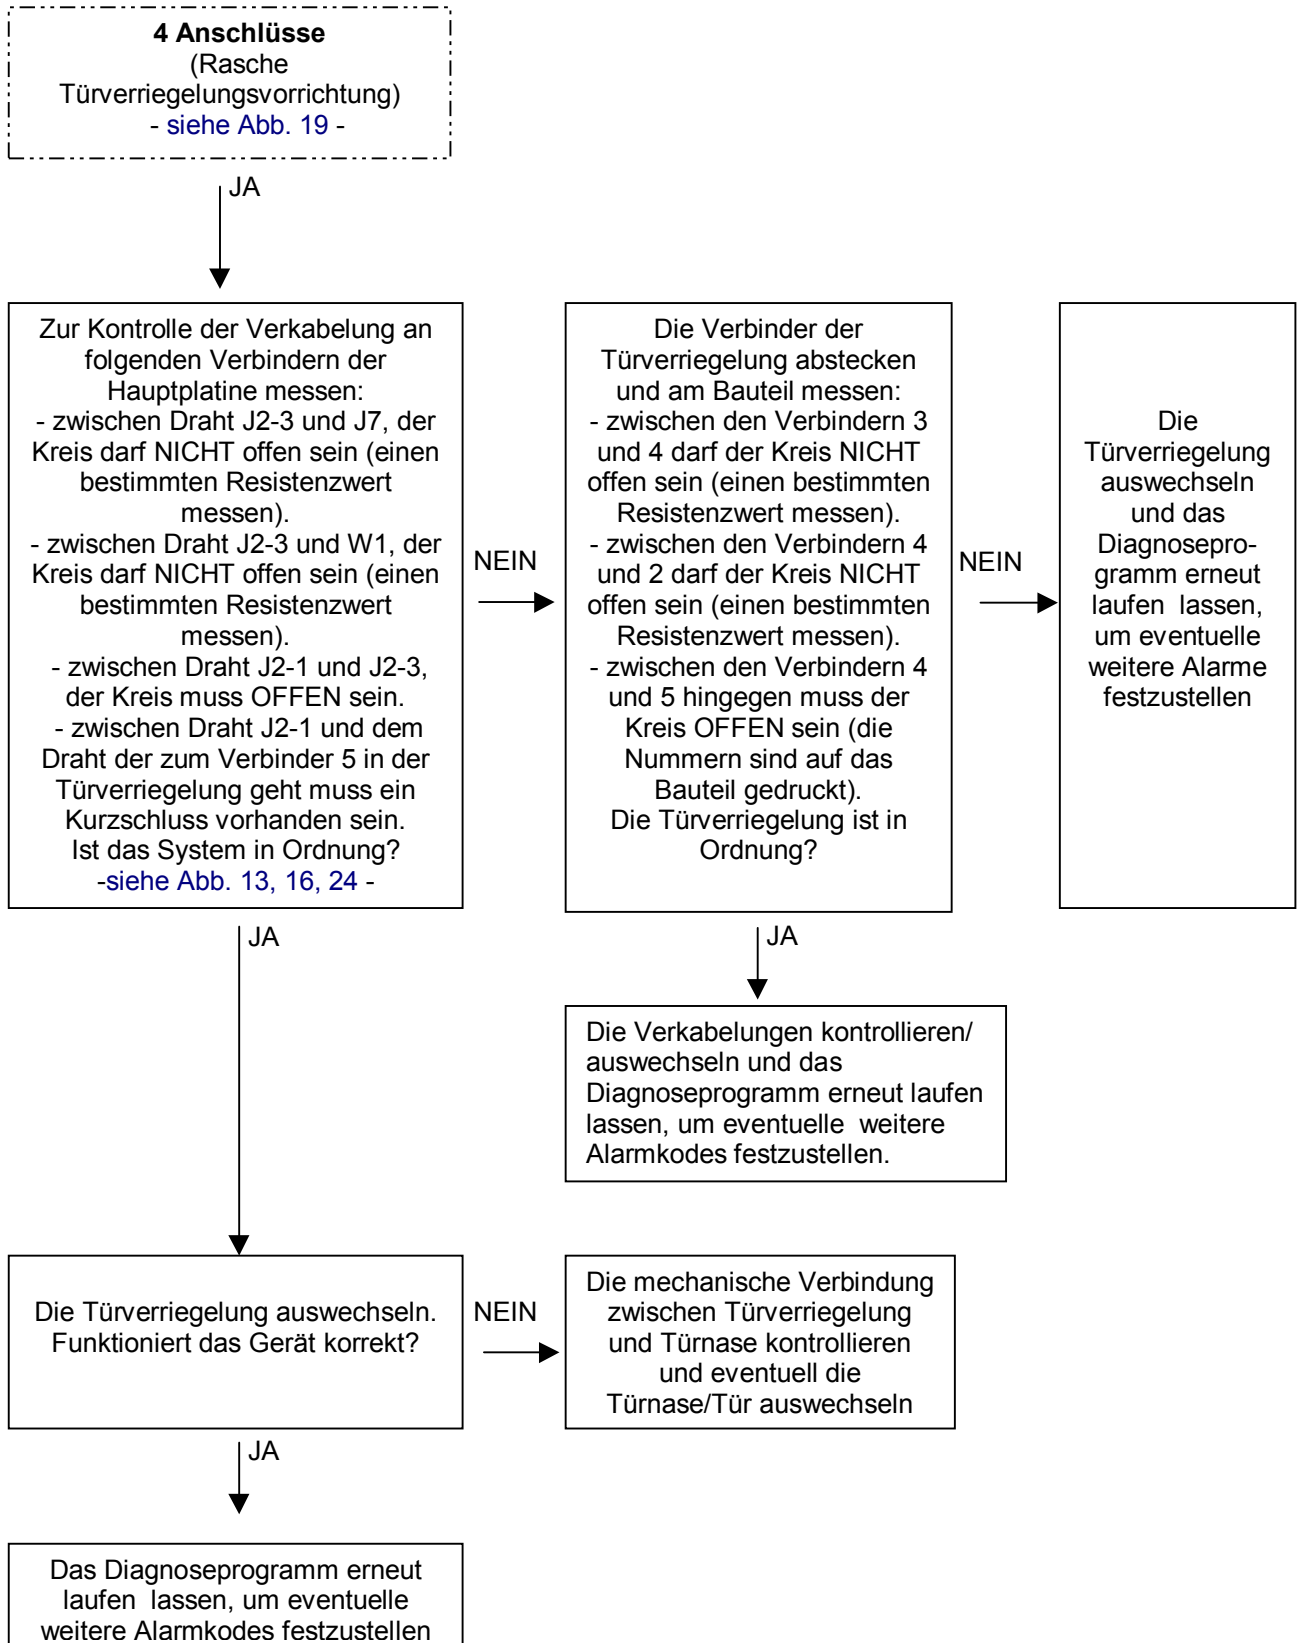 4 Anschlüsse
(Rasche
Türverriegelungsvorrichtung)
- siehe Abb. 19 -
JA
Zur Kontrolle der Verkabelung an
folgenden Verbindern der
Hauptplatine messen:
- zwischen Draht J2-3 und J7, der
Kreis darf NICHT offen sein (einen
bestimmten Resistenzwert
messen).
- zwischen Draht J2-3 und W1, der
Kreis darf NICHT offen sein (einen
bestimmten Resistenzwert
messen).
- zwischen Draht J2-1 und J2-3,
der Kreis muss OFFEN sein.
- zwischen Draht J2-1 und dem
Draht der zum Verbinder 5 in der
Türverriegelung geht muss ein
Kurzschluss vorhanden sein.
Ist das System in Ordnung?
-siehe Abb. 13, 16, 24 -
NEIN
Die Verbinder der
Türverriegelung abstecken
und am Bauteil messen:
- zwischen den Verbindern 3
und 4 darf der Kreis NICHT
offen sein (einen bestimmten
Resistenzwert messen).
- zwischen den Verbindern 4
und 2 darf der Kreis NICHT
offen sein (einen bestimmten
Resistenzwert messen).
- zwischen den Verbindern 4
und 5 hingegen muss der
Kreis OFFEN sein (die
Nummern sind auf das
Bauteil gedruckt).
Die Türverriegelung ist in
Ordnung?
NEIN
Die
Türverriegelung
auswechseln
und das
Diagnosepro-
gramm erneut
laufen lassen,
um eventuelle
weitere Alarme
festzustellen
JA
JA
Die Verkabelungen kontrollieren/
auswechseln und das
Diagnoseprogramm erneut laufen
lassen, um eventuelle weitere
Alarmkodes festzustellen.
Die Türverriegelung auswechseln.
Funktioniert das Gerät korrekt?
NEIN
Die mechanische Verbindung
zwischen Türverriegelung
und Türnase kontrollieren
und eventuell die
Türnase/Tür auswechseln
JA
Das Diagnoseprogramm erneut
laufen lassen, um eventuelle
weitere Alarmkodes festzustellen